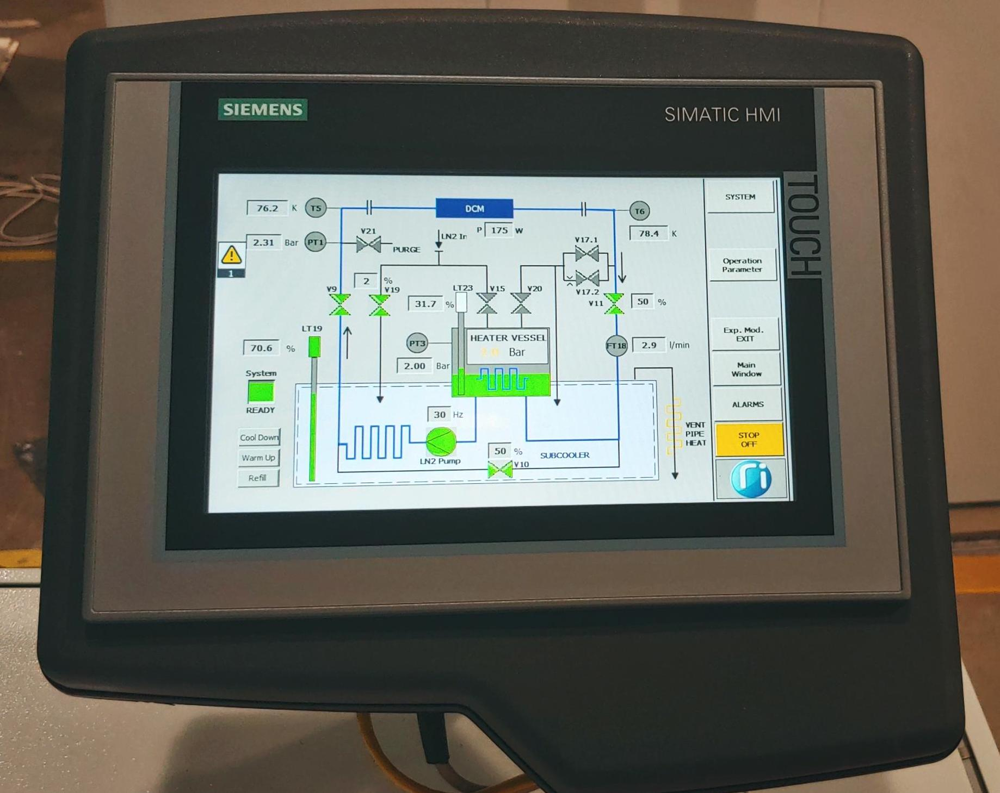 SIEMENS
SIMATIC HMI
TOUCH
76.2 K T5
DCM
T6
SYSTEM
P 175 W
78.4 K
2.31 Bar PT1
V21
PURGE
LN2 In
V17.1
1
Operation
Parameter
2 %
V9
V19
LT23
V15
V20
V17.2
V11
50 %
31.7 %
LT19
70.6 %
PT3
2.00 Bar
HEATER VESSEL
2.0 Bar
FT18
2.9 l/min
Exp. Mod.
EXIT
Main
Window
System
READY
30 Hz
ALARMS
Cool Down
Warm Up
Refill
LN2 Pump
50 %
V10
SUBCOOLER
VENT
PIPE
HEAT
STOP
OFF
ri